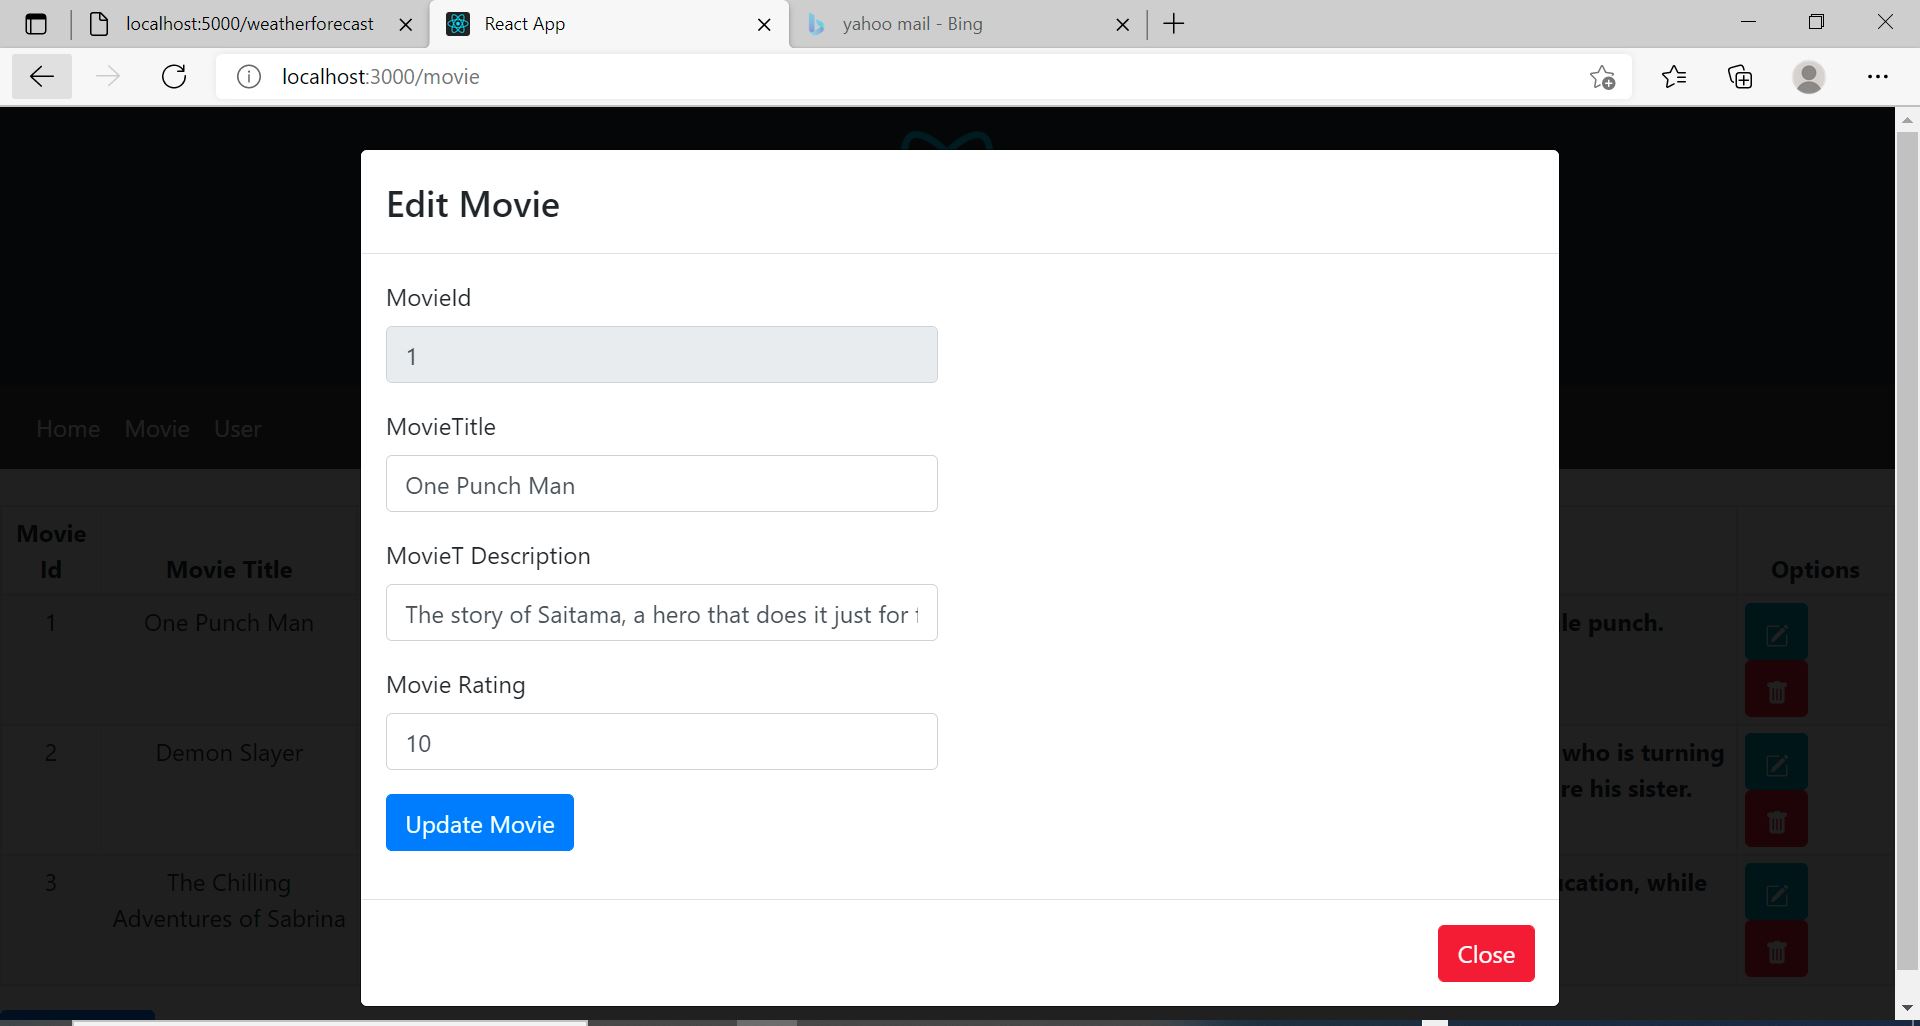 localhost:5000/weatherforecast
React App
yahoo mail - Bing
localhost:3000/movie
Edit Movie
MovieId
1
MovieTitle
One Punch Man
MovieT Description
The story of Saitama, a hero that does it just for
Movie Rating
10
Update Movie
Close
Home Movie User
Movie
Id
Movie Title
Options
1
One Punch Man
le punch.
2
Demon Slayer
who is turning
re his sister.
3
The Chilling
Adventures of Sabrina
cation, while